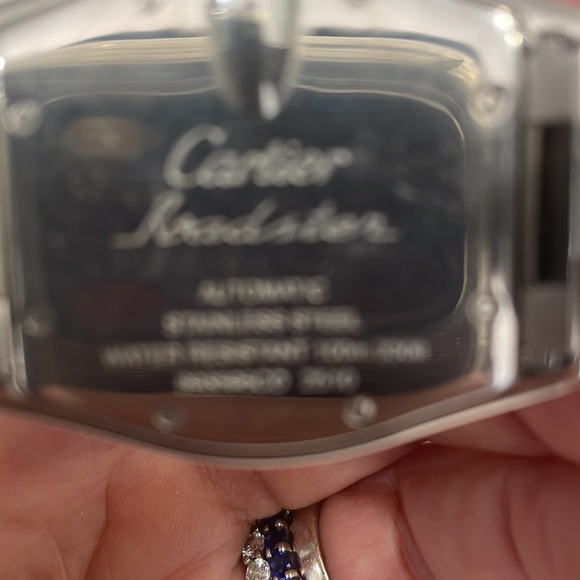 Cartier
Roadster
AUTOMATIC
STAINLESS STEEL
WATER RESISTANT